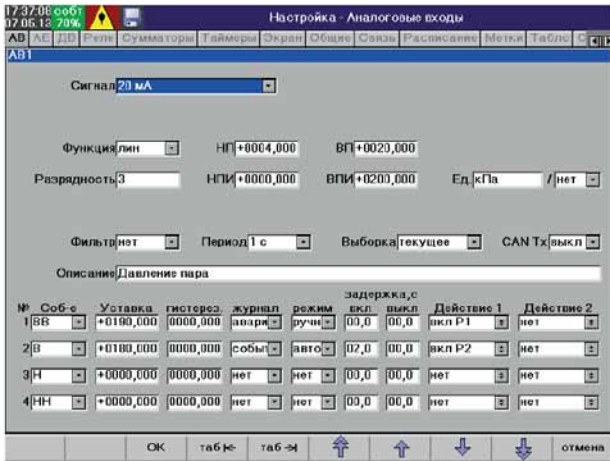 17:37:08 собт
07.05.13 70%
Настройка - Аналоговые входы
АВ АЕ ДВ Реле Сумматоры Таймеры Экран Общие Связь Расписание Метки Табло С
АВ1
Сигнал 20 мА
Функция лин НП +0004,000 ВП +0020,000
Разрядность 3 НПИ +0000,000 ВПИ +0200,000 Ед. кПа / нет
Фильтр нет Период 1 с Выборка текущее CAN Tx выкл
Описание Давление пара
задержка,с
№ Соб-е Уставка гистерез. журнал режим вкл выкл Действие 1 Действие 2
1 ВВ +0190,000 0000,000 авари ручн 00,0 00,0 вкл Р1 нет
2 В +0180,000 0000,000 событ авто 02,0 00,0 вкл Р2 нет
3 Н +0000,000 0000,000 нет нет 00,0 00,0 нет нет
4 НН +0000,000 0000,000 нет нет 00,0 00,0 нет нет
ОК таб таб отмена